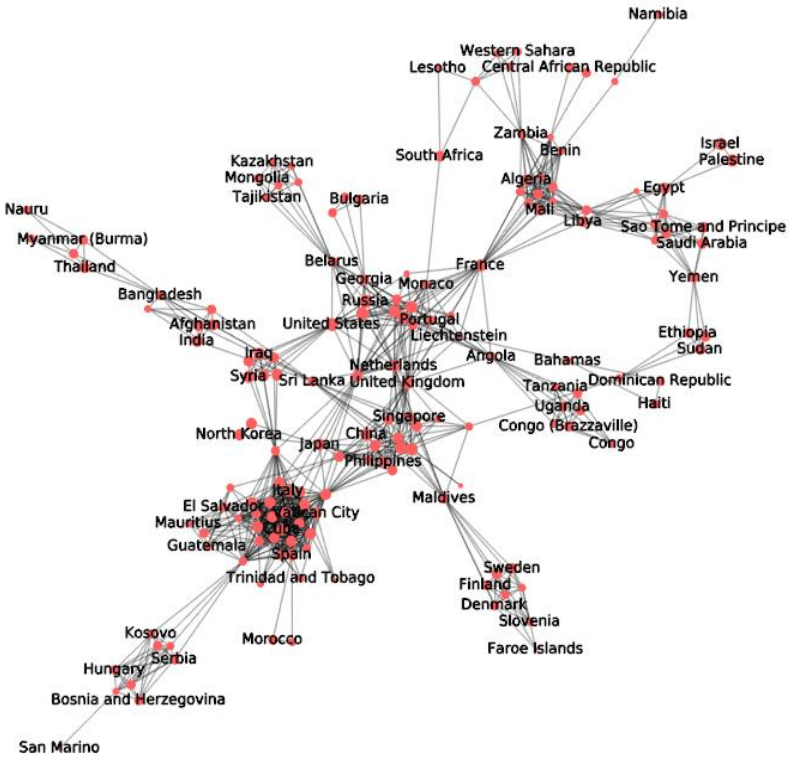 Namibia
Western Sahara
Lesotho
Central African Republic
Zambia
Benin
Israel
South Africa
Palestine
Kazakhstan
Mongolia
Algeria
Egypt
Tajikistan
Bulgaria
Mali
Nauru
Libya
Sao Tome and Principe
Myanmar (Burma)
Saudi Arabia
Belarus
France
Thailand
Georgia
Monaco
Yemen
Bangladesh
Russia
Afghanistan
United States
Portugal
India
Liechtenstein
Ethiopia
Sudan
Iraq
Angola
Bahamas
Netherlands
Syria
Sri Lanka
United Kingdom
Tanzania
Dominican Republic
Haiti
Uganda
Singapore
Congo (Brazzaville)
North Korea
China
Japan
Congo
Philippines
Italy
Maldives
El Salvador
Vatican City
Mauritius
Cuba
Guatemala
Spain
Sweden
Trinidad and Tobago
Finland
Denmark
Slovenia
Kosovo
Morocco
Faroe Islands
Serbia
Hungary
Bosnia and Herzegovina
San Marino